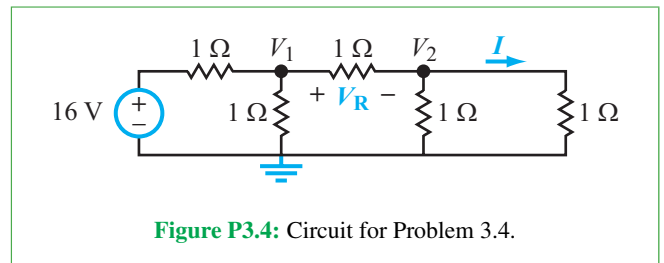 1 Ω V1 1 Ω V2 I
16 V + − 1 Ω + VR − 1 Ω 1 Ω
Figure P3.4: Circuit for Problem 3.4.